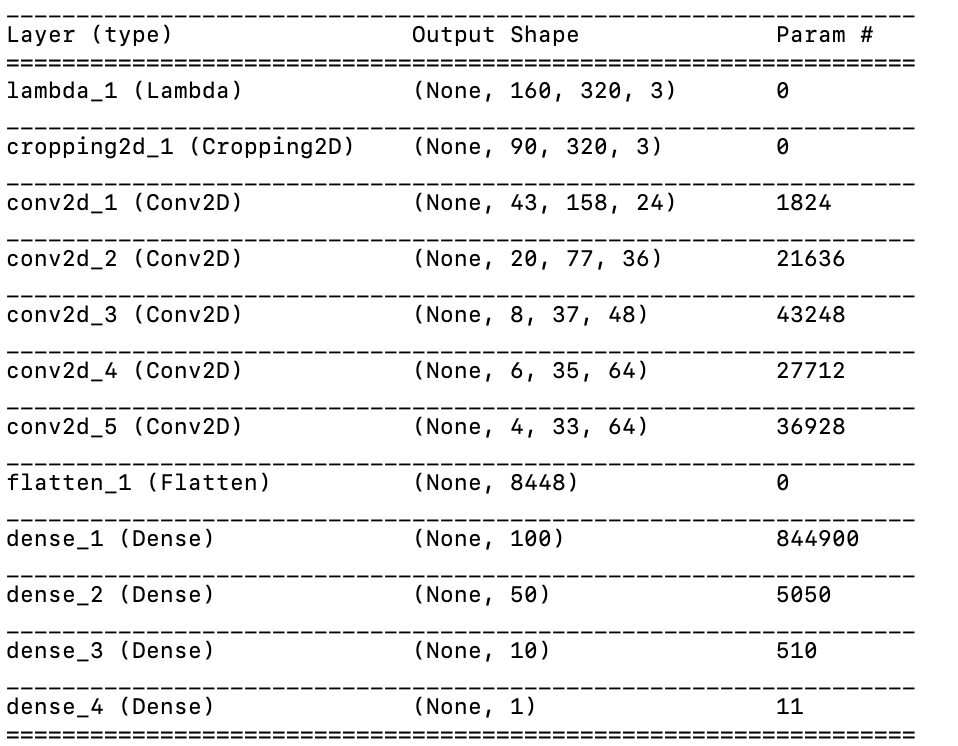 Layer (type)                 Output Shape              Param #
lambda_1 (Lambda)            (None, 160, 320, 3)       0
cropping2d_1 (Cropping2D)    (None, 90, 320, 3)        0
conv2d_1 (Conv2D)            (None, 43, 158, 24)       1824
conv2d_2 (Conv2D)            (None, 20, 77, 36)        21636
conv2d_3 (Conv2D)            (None, 8, 37, 48)         43248
conv2d_4 (Conv2D)            (None, 6, 35, 64)         27712
conv2d_5 (Conv2D)            (None, 4, 33, 64)         36928
flatten_1 (Flatten)          (None, 8448)              0
dense_1 (Dense)              (None, 100)               844900
dense_2 (Dense)              (None, 50)                5050
dense_3 (Dense)              (None, 10)                510
dense_4 (Dense)              (None, 1)                 11